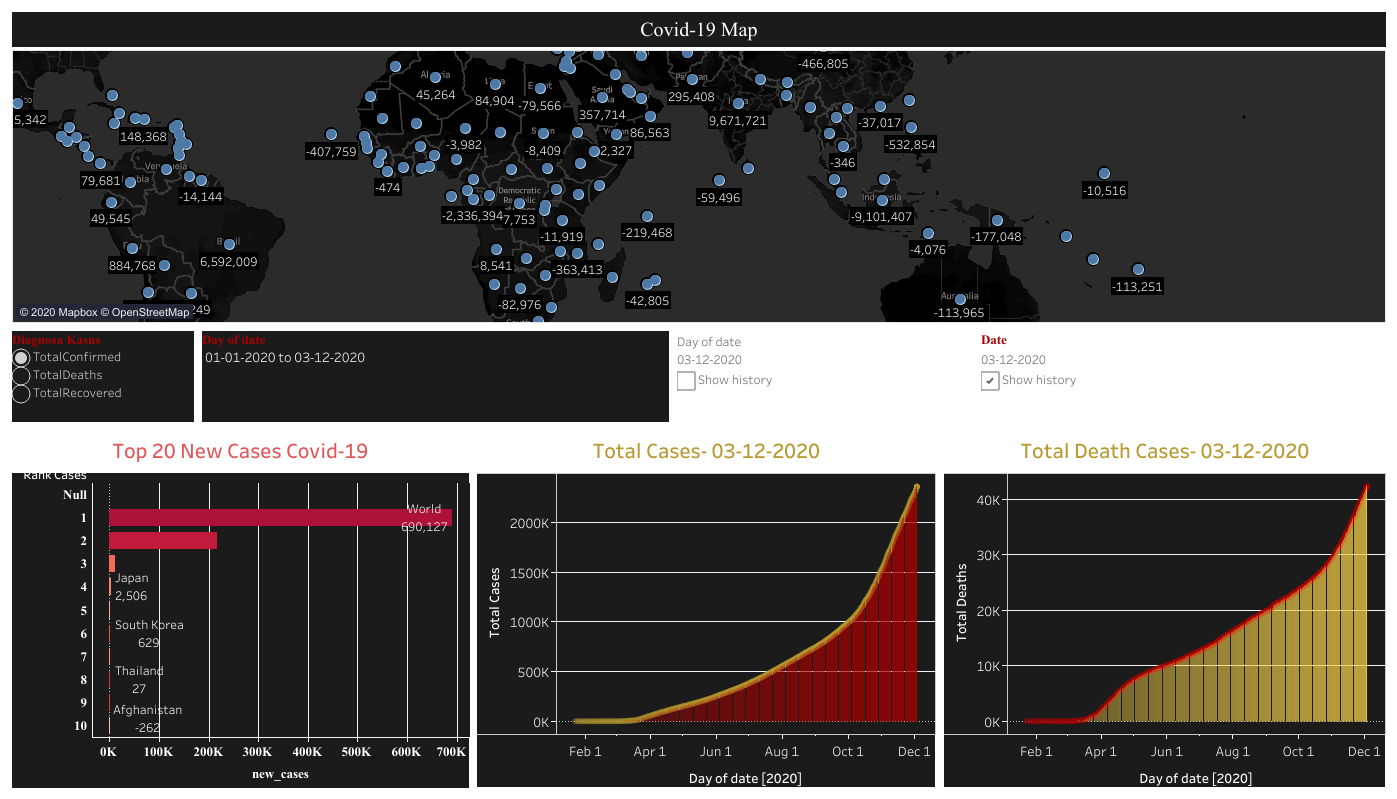 Covid-19 Map
-466,805
45,264
84,904
-79,566
357,714
295,408
9,671,721
86,563
-37,017
-532,854
5,342
148,368
-407,759
-3,982
-8,409
2,327
-346
79,681
-474
-59,496
-10,516
-14,144
Democratic
49,545
-2,336,394
7,753
-9,101,407
-11,919
-219,468
-4,076
-177,048
Brazil
884,768
6,592,009
8,541
-363,413
-113,251
-82,976
-42,805
Australia
-113,965
249
© 2020 Mapbox © OpenStreetMap
Diagnosa Kasus
TotalConfirmed
TotalDeaths
TotalRecovered
Day of date
01-01-2020 to 03-12-2020
Day of date
03-12-2020
Show history
Date
03-12-2020
Show history
Top 20 New Cases Covid-19
Rank Cases
Null
1
World
690,127
2
3
4
Japan
2,506
5
6
South Korea
629
7
8
Thailand
27
9
10
Afghanistan
-262
0K 100K 200K 300K 400K 500K 600K 700K
new_cases
Total Cases- 03-12-2020
Total Cases
2000K
1500K
1000K
500K
0K
Feb 1 Apr 1 Jun 1 Aug 1 Oct 1 Dec 1
Day of date [2020]
Total Death Cases- 03-12-2020
Total Deaths
40K
30K
20K
10K
0K
Feb 1 Apr 1 Jun 1 Aug 1 Oct 1 Dec 1
Day of date [2020]